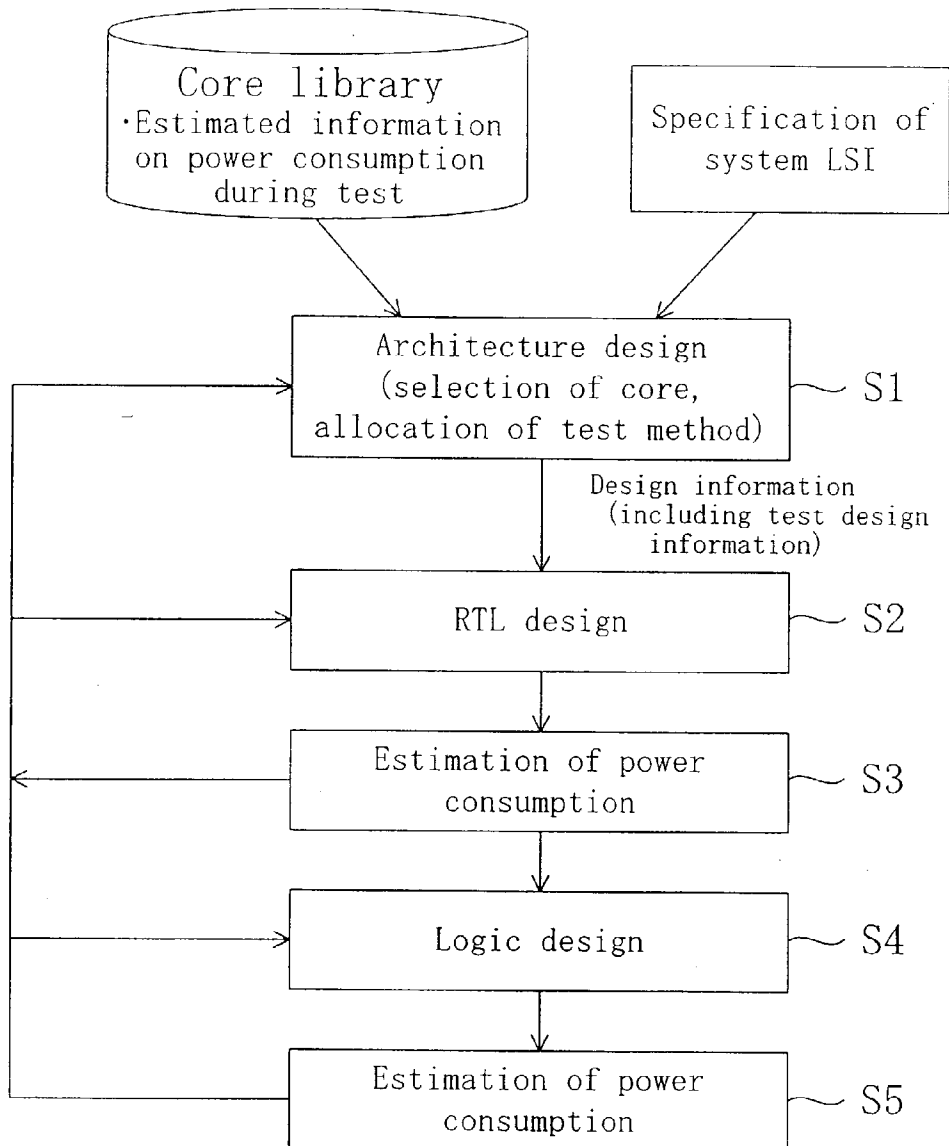 Core library
·Estimated information
on power consumption
during test
Specification of
system LSI
Architecture design
(selection of core,
allocation of test method)
S1
Design information
(including test design
information)
RTL design
S2
Estimation of power
consumption
S3
Logic design
S4
Estimation of power
consumption
S5